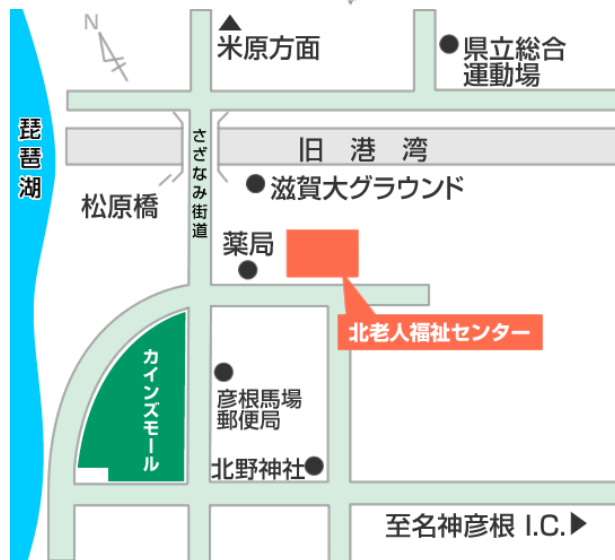 N
米原方面
県立総合
運動場
琵琶湖
さざなみ街道
旧港湾
松原橋
滋賀大グラウンド
薬局
北老人福祉センター
カインズモール
彦根馬場
郵便局
北野神社
至名神彦根 I.C.